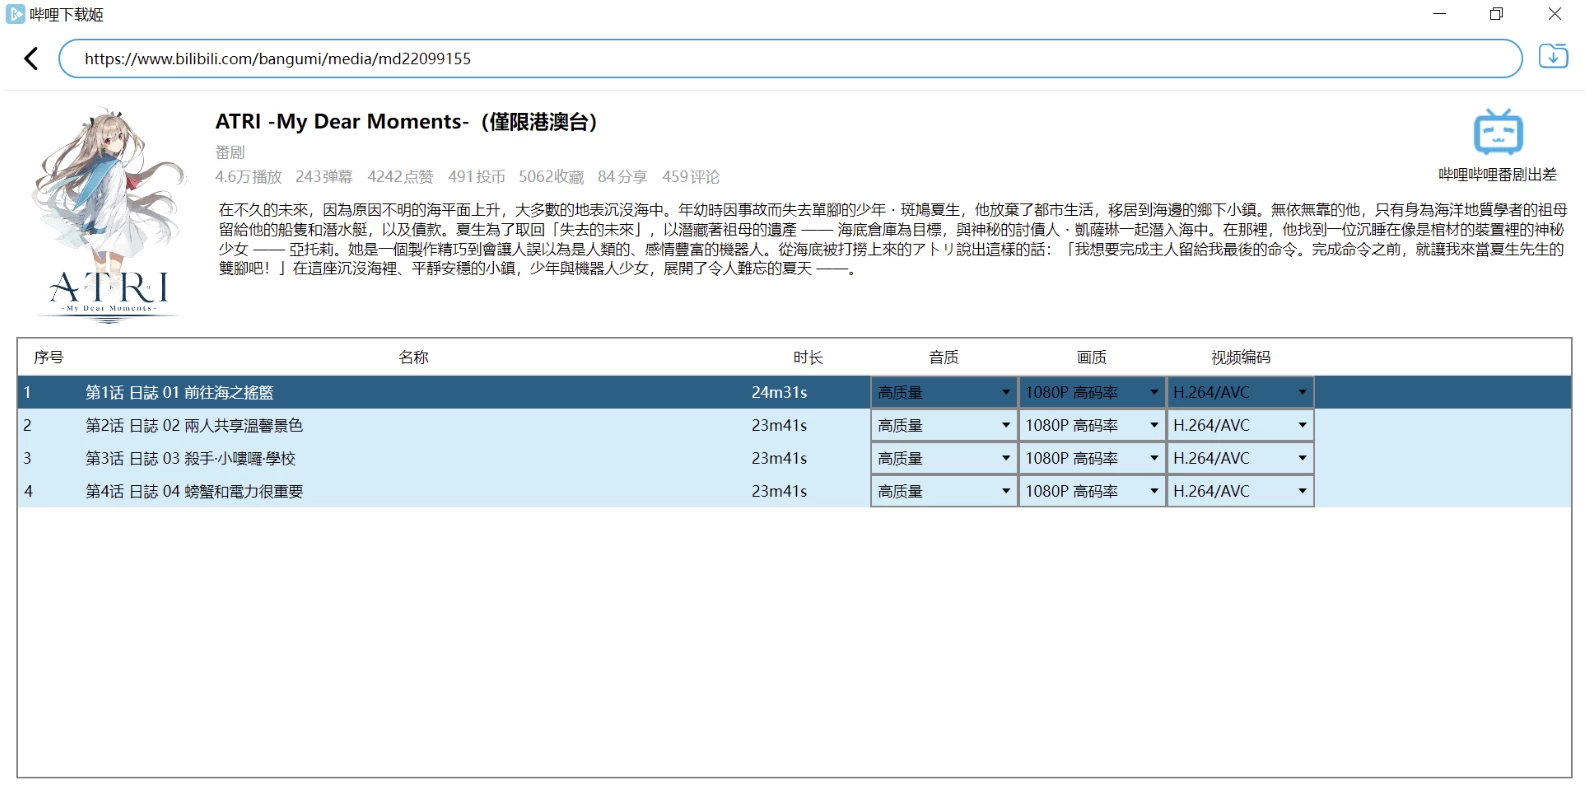 哔哩下载姬
https://www.bilibili.com/bangumi/media/md22099155
ATRI -My Dear Moments-（僅限港澳台）
番剧
4.6万播放 243弹幕 4242点赞 491投币 5062收藏 84分享 459评论
哔哩哔哩番剧出差
在不久的未來，因為原因不明的海平面上升，大多數的地表沉沒海中。年幼時因事故而失去單腳的少年・斑鳩夏生，他放棄了都市生活，移居到海邊的鄉下小鎮。無依無靠的他，只有身為海洋地質學者的祖母
留給他的船隻和潛水艇，以及債款。夏生為了取回「失去的未來」，以潛藏著祖母的遺產 —— 海底倉庫為目標，與神秘的討債人・凱薩琳一起潛入海中。在那裡，他找到一位沉睡在像是棺材的裝置裡的神秘
少女 —— 亞托莉。她是一個製作精巧到會讓人誤以為是人類的、感情豐富的機器人。從海底被打撈上來的アトリ說出這樣的話：「我想要完成主人留給我最後的命令。完成命令之前，就讓我來當夏生先生的
雙腳吧！」在這座沉沒海裡、平靜安穩的小鎮，少年與機器人少女，展開了令人難忘的夏天 ——。
ATRI
-My Dear Moments-
序号 名称 时长 音质 画质 视频编码
1 第1话 日誌 01 前往海之搖籃 24m31s 高质量 1080P 高码率 H.264/AVC
2 第2话 日誌 02 兩人共享溫馨景色 23m41s 高质量 1080P 高码率 H.264/AVC
3 第3话 日誌 03 殺手·小嘍囉·學校 23m41s 高质量 1080P 高码率 H.264/AVC
4 第4话 日誌 04 螃蟹和電力很重要 23m41s 高质量 1080P 高码率 H.264/AVC